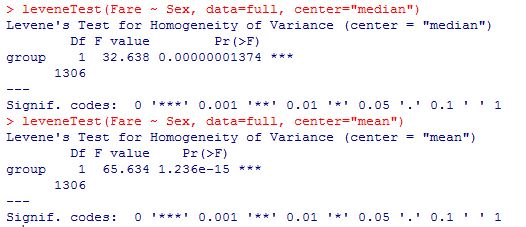 > leveneTest(Fare ~ Sex, data=full, center="median")
Levene's Test for Homogeneity of Variance (center = "median")
        Df F value        Pr(>F)
group    1  32.638 0.00000001374 ***
      1306
---
Signif. codes:  0 '***' 0.001 '**' 0.01 '*' 0.05 '.' 0.1 ' ' 1
> leveneTest(Fare ~ Sex, data=full, center="mean")
Levene's Test for Homogeneity of Variance (center = "mean")
        Df F value    Pr(>F)
group    1  65.634 1.236e-15 ***
      1306
---
Signif. codes:  0 '***' 0.001 '**' 0.01 '*' 0.05 '.' 0.1 ' ' 1